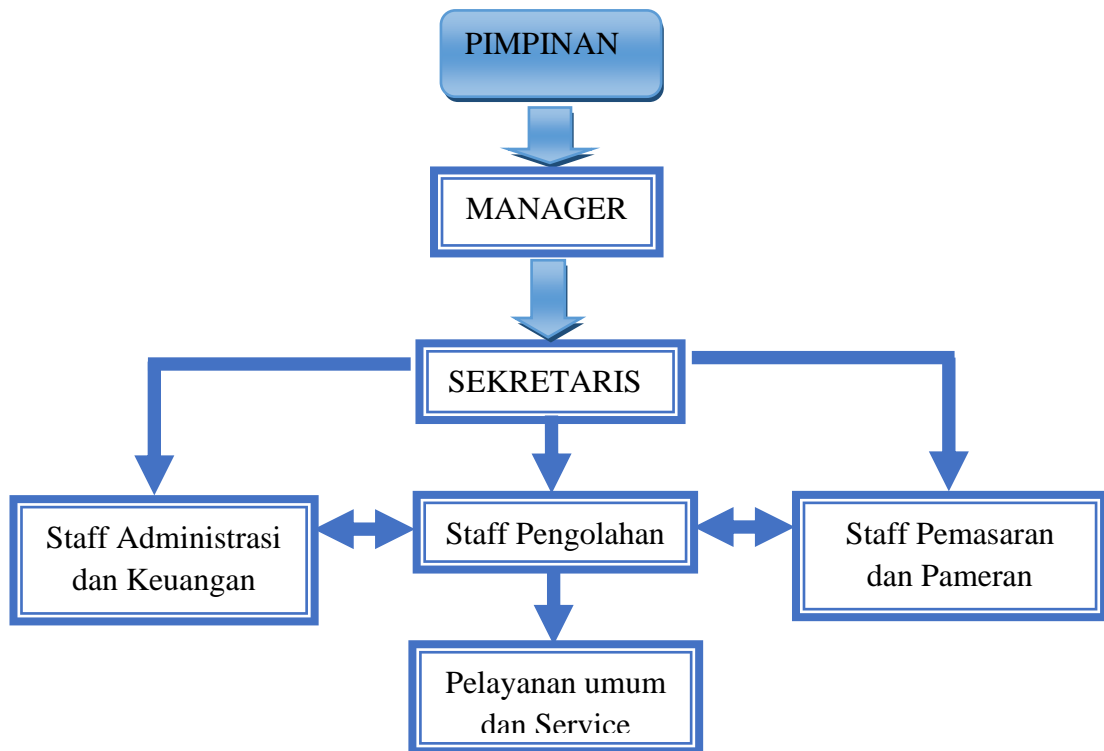 PIMPINAN
MANAGER
SEKRETARIS
Staff Administrasi
dan Keuangan
Staff Pengolahan
Staff Pemasaran
dan Pameran
Pelayanan umum
dan Service